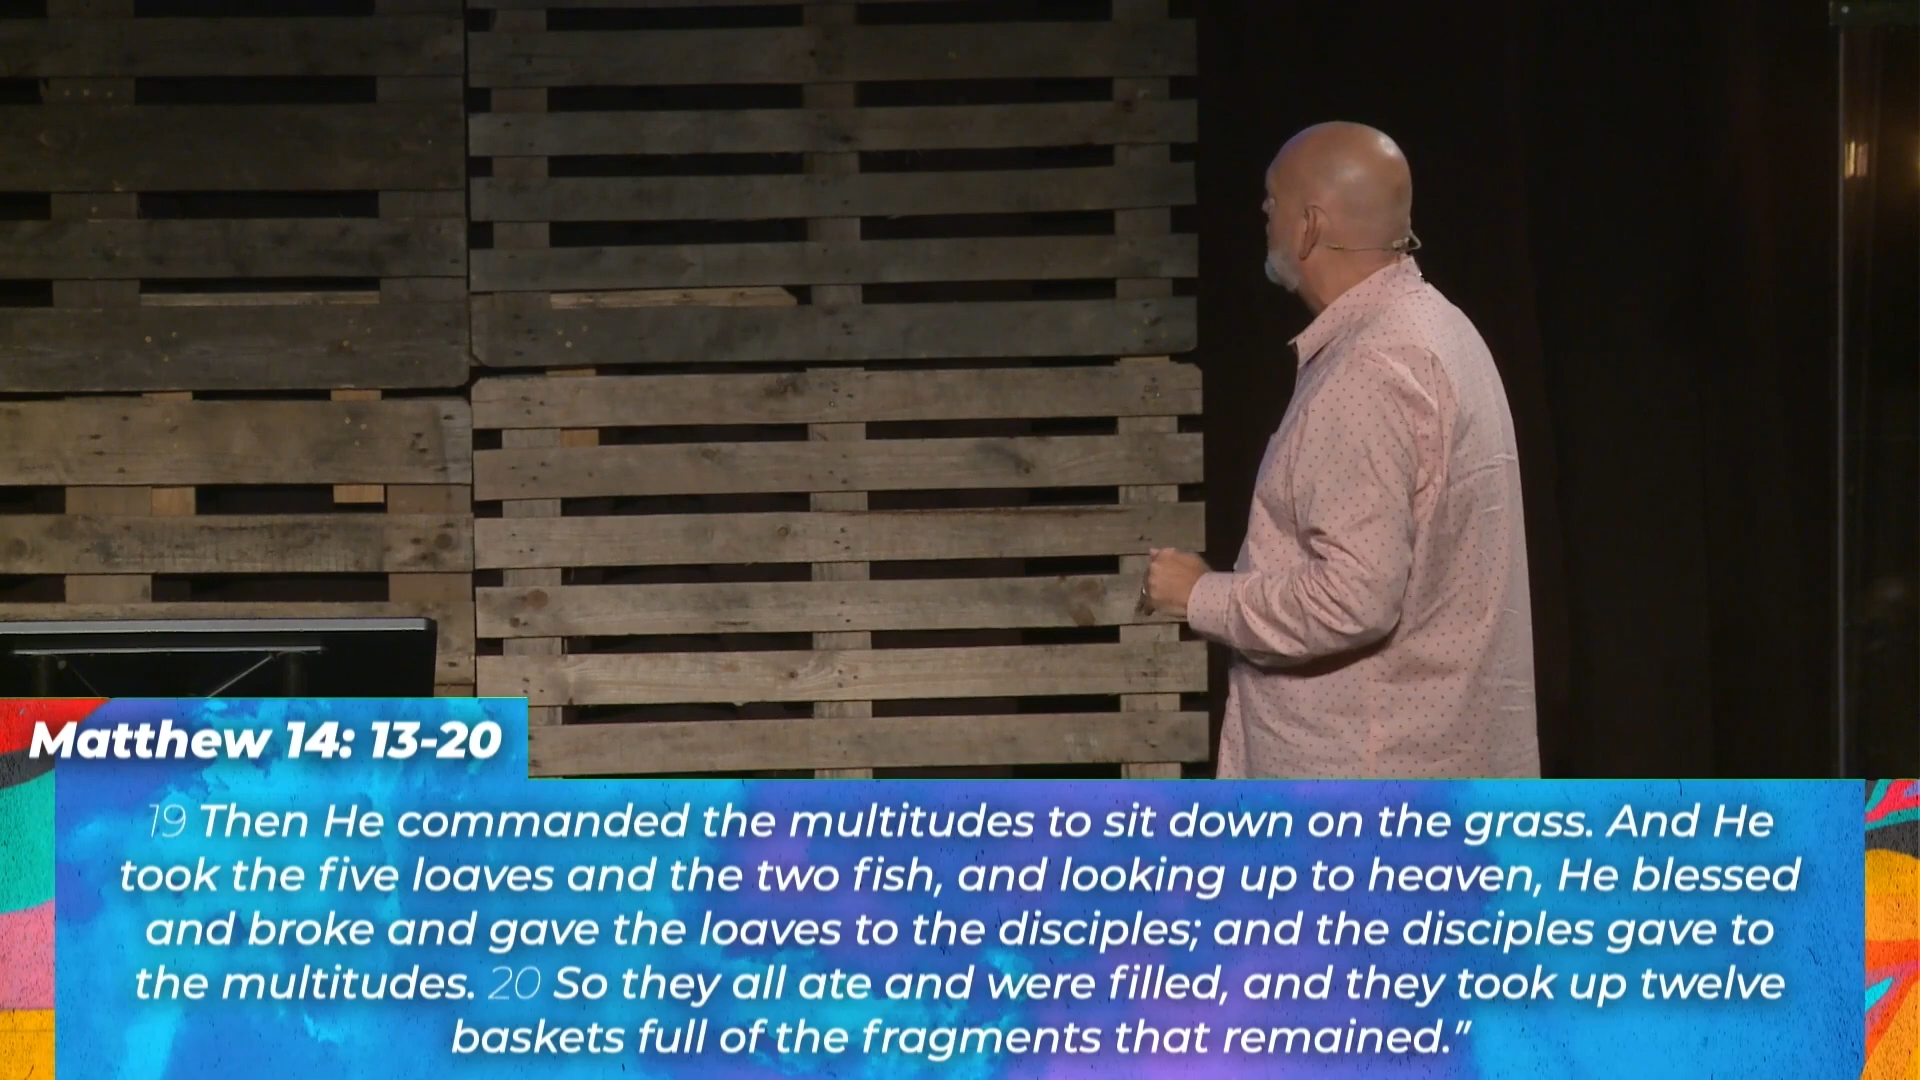 Matthew 14: 13-20
19 Then He commanded the multitudes to sit down on the grass. And He
took the five loaves and the two fish, and looking up to heaven, He blessed
and broke and gave the loaves to the disciples; and the disciples gave to
the multitudes. 20 So they all ate and were filled, and they took up twelve
baskets full of the fragments that remained.”